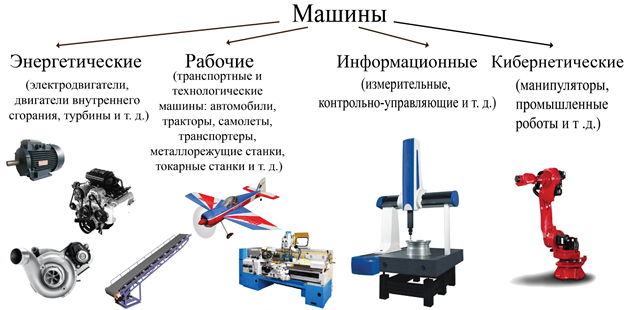 Машины
Энергетические
(электродвигатели,
двигатели внутреннего
сгорания, турбины и т. д.)
Рабочие
(транспортные и
технологические
машины: автомобили,
тракторы, самолеты,
транспортеры,
металлорежущие станки,
токарные станки и т. д.)
Информационные
(измерительные,
контрольно-управляющие и т. д.)
Кибернетические
(манипуляторы,
промышленные
роботы и т .д.)